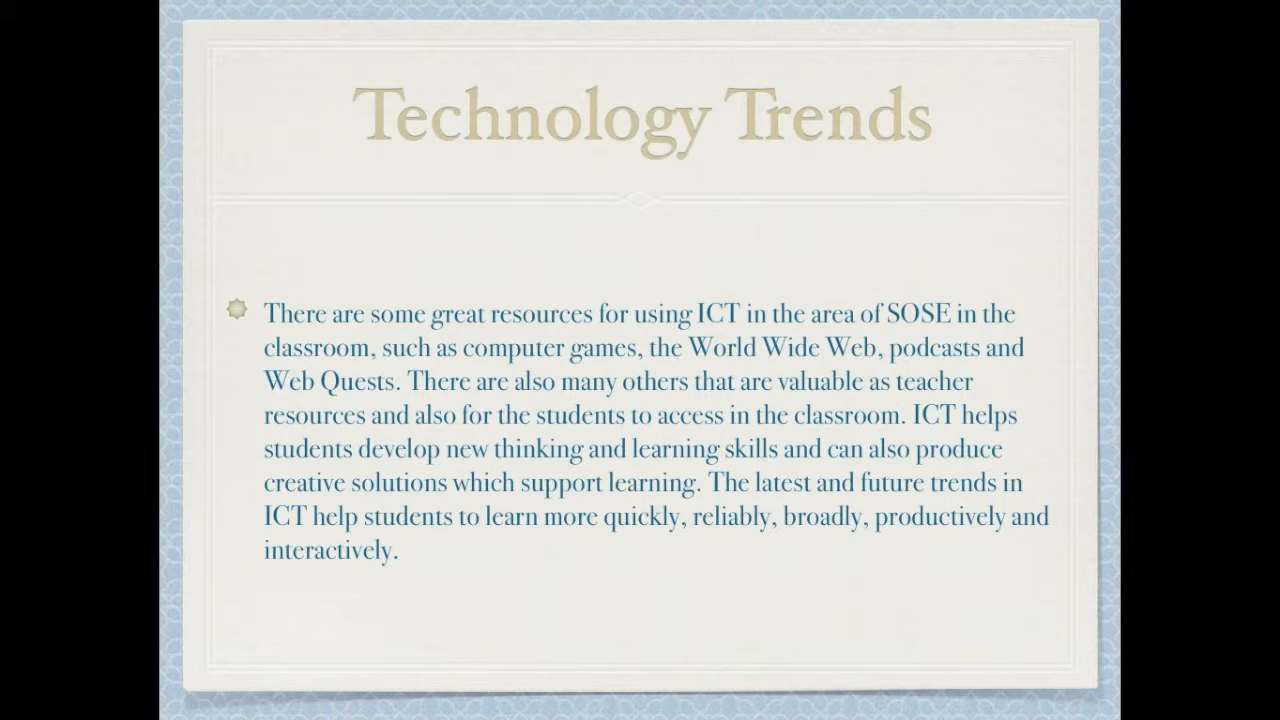 Technology Trends
There are some great resources for using ICT in the area of SOSE in the
classroom, such as computer games, the World Wide Web, podcasts and
Web Quests. There are also many others that are valuable as teacher
resources and also for the students to access in the classroom. ICT helps
students develop new thinking and learning skills and can also produce
creative solutions which support learning. The latest and future trends in
ICT help students to learn more quickly, reliably, broadly, productively and
interactively.